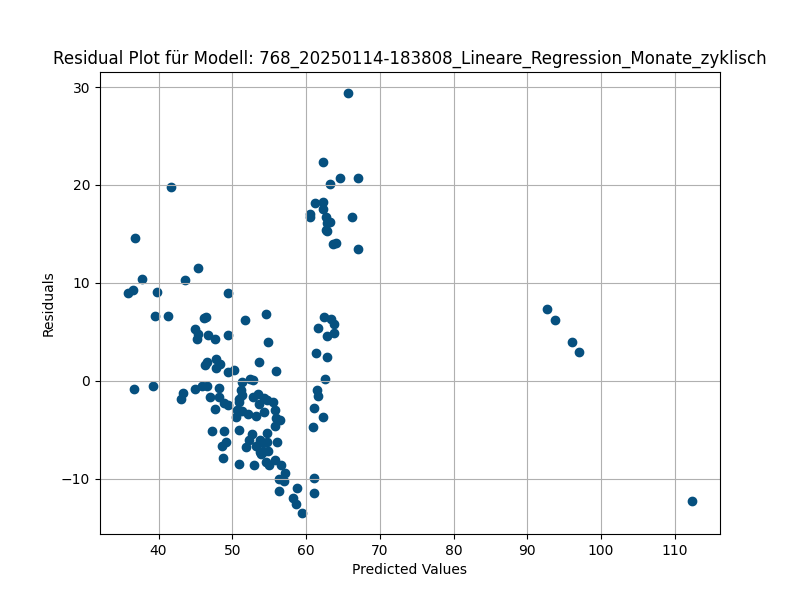 Residual Plot für Modell: 768_20250114-183808_Lineare_Regression_Monate_zyklisch
30
20
10
0
−10
Residuals
40 50 60 70 80 90 100 110
Predicted Values